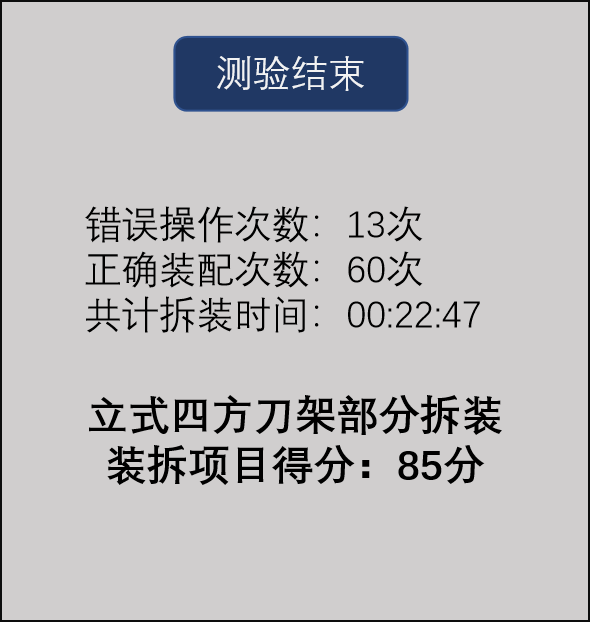 测验结束
错误操作次数：13次
正确装配次数：60次
共计拆装时间：00:22:47
立式四方刀架部分拆装
装拆项目得分：85分